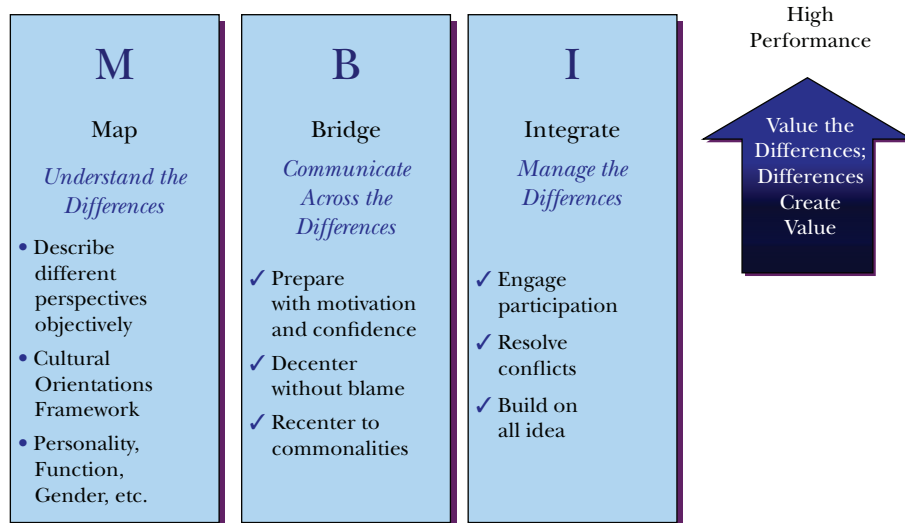 M
Map
Understand the
Differences
• Describe
different
perspectives
objectively
• Cultural
Orientations
Framework
• Personality,
Function,
Gender, etc.
B
Bridge
Communicate
Across the
Differences
✓ Prepare
with motivation
and confidence
✓ Decenter
without blame
✓ Recenter to
commonalities
I
Integrate
Manage the
Differences
✓ Engage
participation
✓ Resolve
conflicts
✓ Build on
all idea
High
Performance
Value the
Differences;
Differences
Create
Value